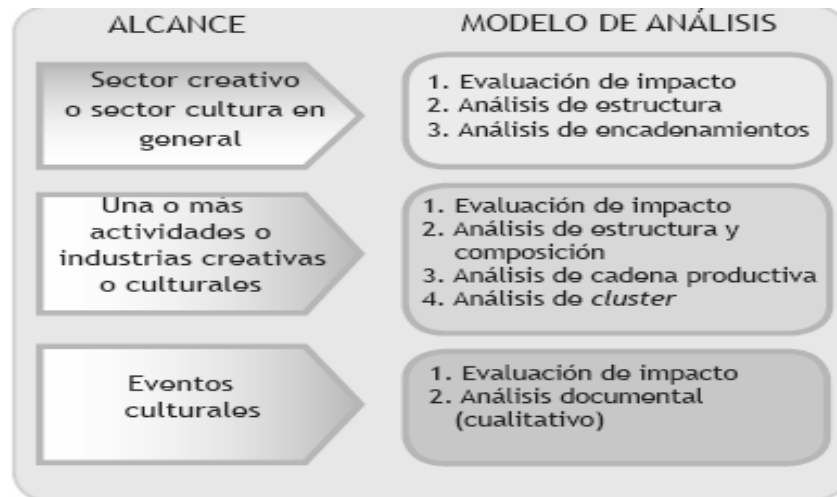 ALCANCE
MODELO DE ANÁLISIS
Sector creativo
o sector cultura en
general
1. Evaluación de impacto
2. Análisis de estructura
3. Análisis de encadenamientos
Una o más
actividades o
industrias creativas
o culturales
1. Evaluación de impacto
2. Análisis de estructura y
composición
3. Análisis de cadena productiva
4. Análisis de cluster
Eventos
culturales
1. Evaluación de impacto
2. Análisis documental
(cualitativo)